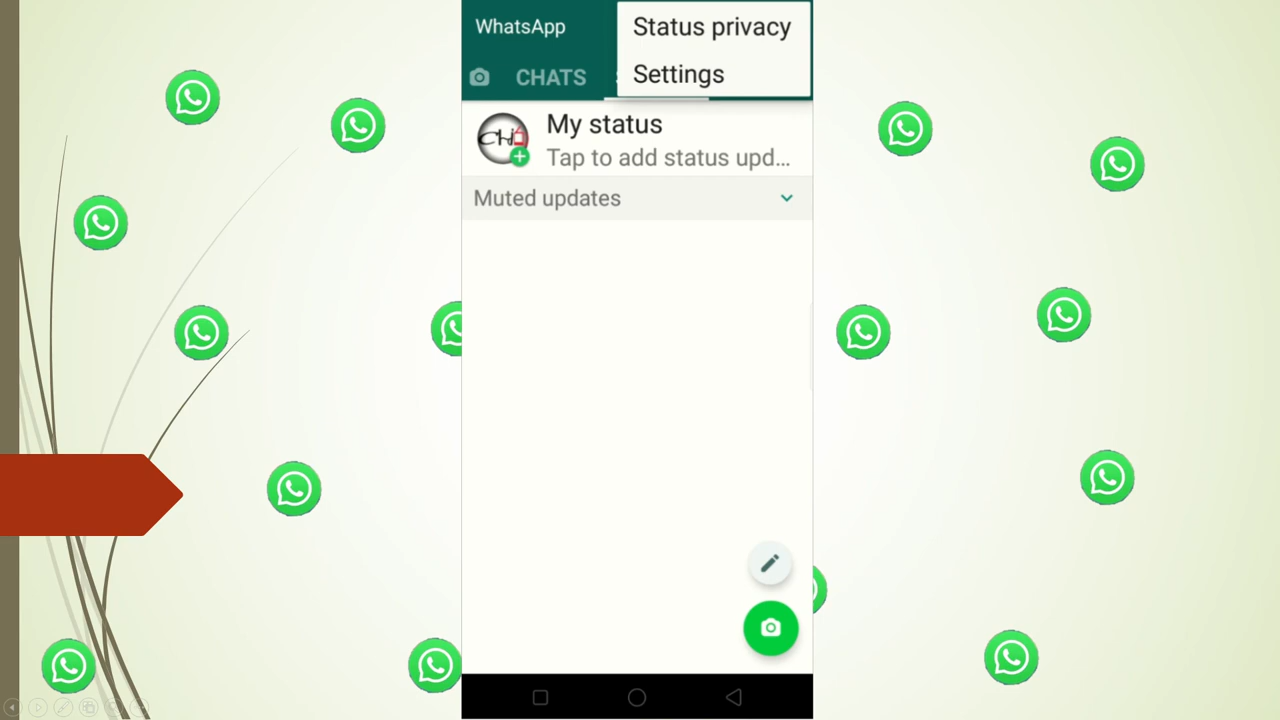 WhatsApp
Status privacy
CHATS
Settings
My status
Tap to add status upd...
Muted updates